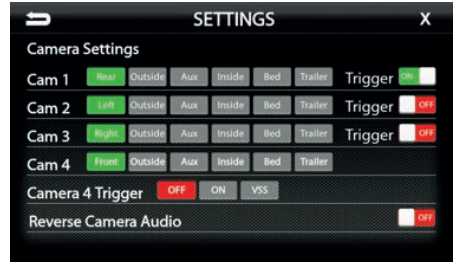 SETTINGS X
Camera Settings
Cam 1 Rear Outside Aux Inside Bed Trailer Trigger ON
Cam 2 Left Outside Aux Inside Bed Trailer Trigger OFF
Cam 3 Right Outside Aux Inside Bed Trailer Trigger OFF
Cam 4 Front Outside Aux Inside Bed Trailer
Camera 4 Trigger OFF ON VSS
Reverse Camera Audio OFF